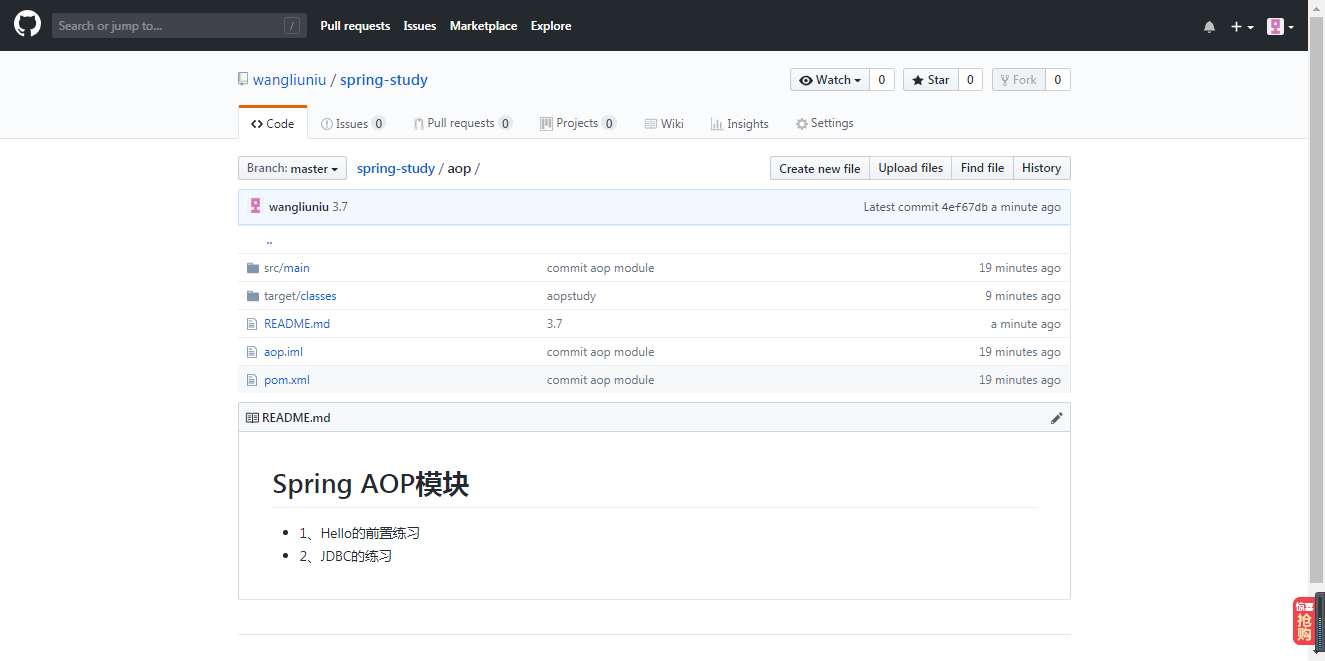 Search or jump to... / Pull requests Issues Marketplace Explore
wangliuniu / spring-study Watch 0 Star 0 Fork 0
Code Issues 0 Pull requests 0 Projects 0 Wiki Insights Settings
Branch: master spring-study / aop / Create new file Upload files Find file History
wangliuniu 3.7 Latest commit 4ef67db a minute ago
..
src/main commit aop module 19 minutes ago
target/classes aopstudy 9 minutes ago
README.md 3.7 a minute ago
aop.iml commit aop module 19 minutes ago
pom.xml commit aop module 19 minutes ago
README.md
Spring AOP模块
1、Hello的前置练习
2、JDBC的练习
惊喜
抢
购